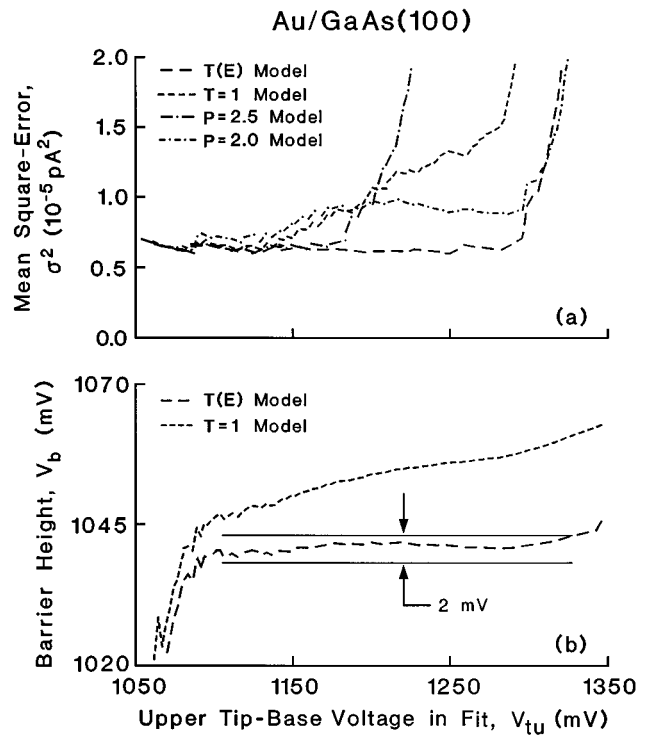 Au/GaAs(100)
Mean Square-Error,
σ² (10⁻⁵pA²)
2.0
1.5
1.0
0.5
0.0
T(E) Model
T=1 Model
P=2.5 Model
P=2.0 Model
(a)
Barrier Height, V_b (mV)
1070
1045
1020
T(E) Model
T=1 Model
2 mV
(b)
1050 1150 1250 1350
Upper Tip-Base Voltage in Fit, V_tu (mV)